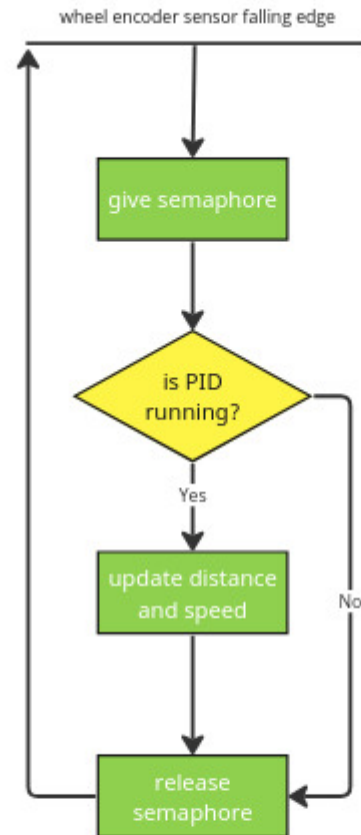 wheel encoder sensor falling edge
give semaphore
is PID
running?
Yes
update distance
and speed
No
release
semaphore